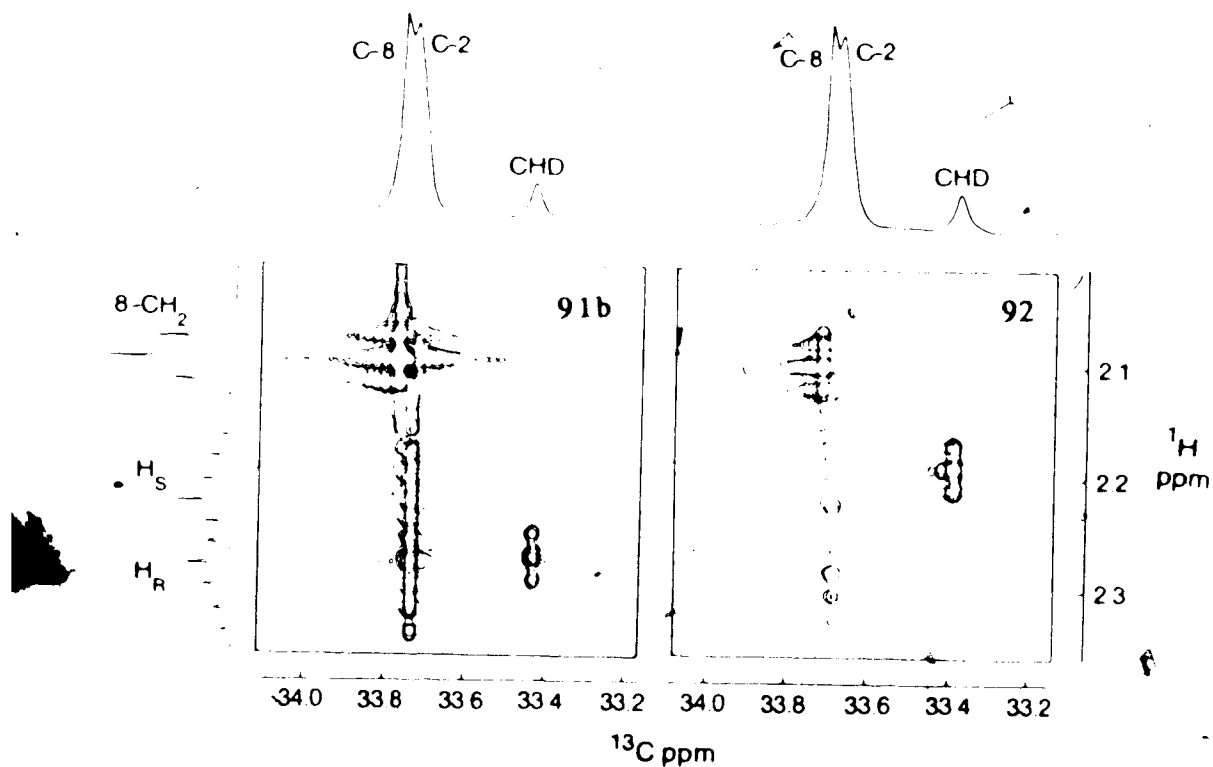 C-8 C-2
C-8 C-2
CHD
CHD
8-CH2
91b
92
2 1
1H
ppm
HS
2 2
HR
2 3
34.0 33 8 33 6 33 4 33.2
34.0 33 8 33.6 33 4 33.2
13C ppm